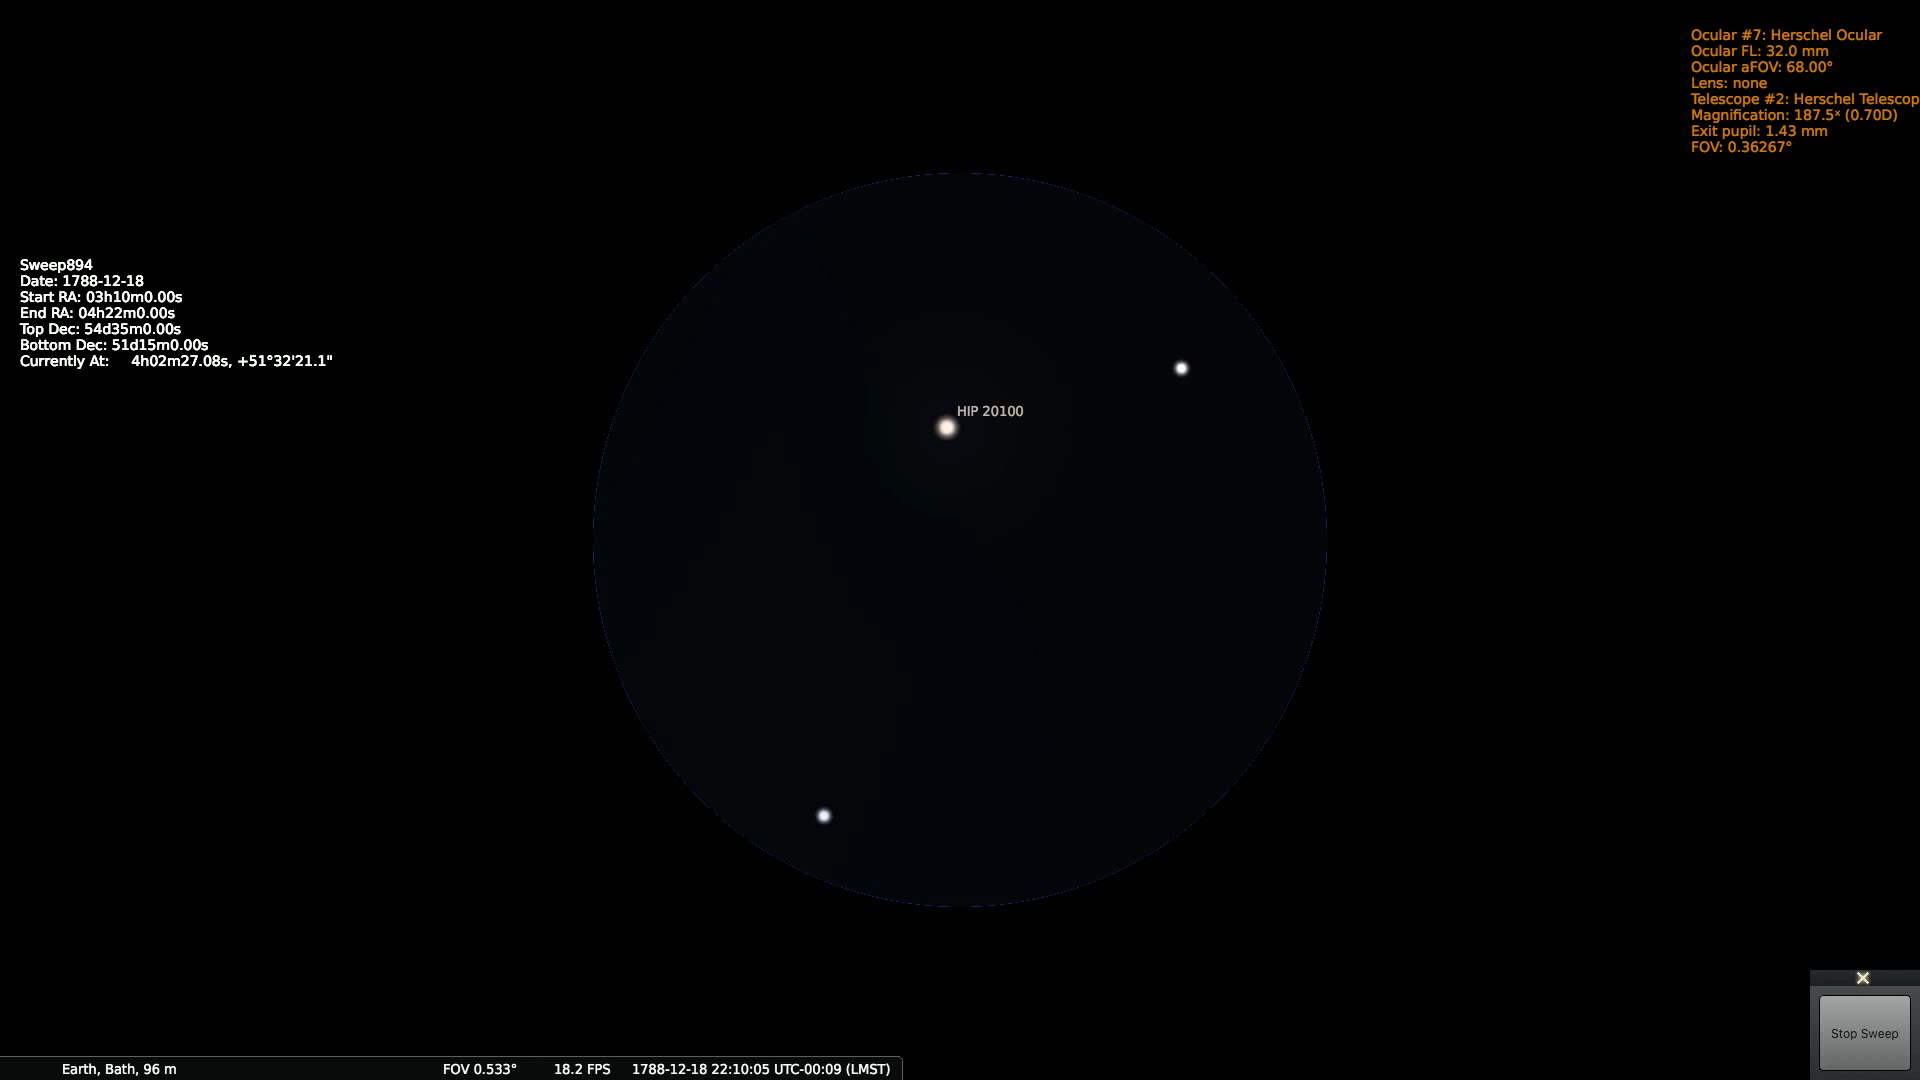 Ocular #7: Herschel Ocular
Ocular FL: 32.0 mm
Ocular aFOV: 68.00°
Lens: none
Telescope #2: Herschel Telescop
Magnification: 187.5ˣ (0.70D)
Exit pupil: 1.43 mm
FOV: 0.36267°
Sweep894
Date: 1788-12-18
Start RA: 03h10m0.00s
End RA: 04h22m0.00s
Top Dec: 54d35m0.00s
Bottom Dec: 51d15m0.00s
Currently At: 4h02m27.08s, +51°32'21.1"
HIP 20100
Stop Sweep
Earth, Bath, 96 m FOV 0.533° 18.2 FPS 1788-12-18 22:10:05 UTC-00:09 (LMST)